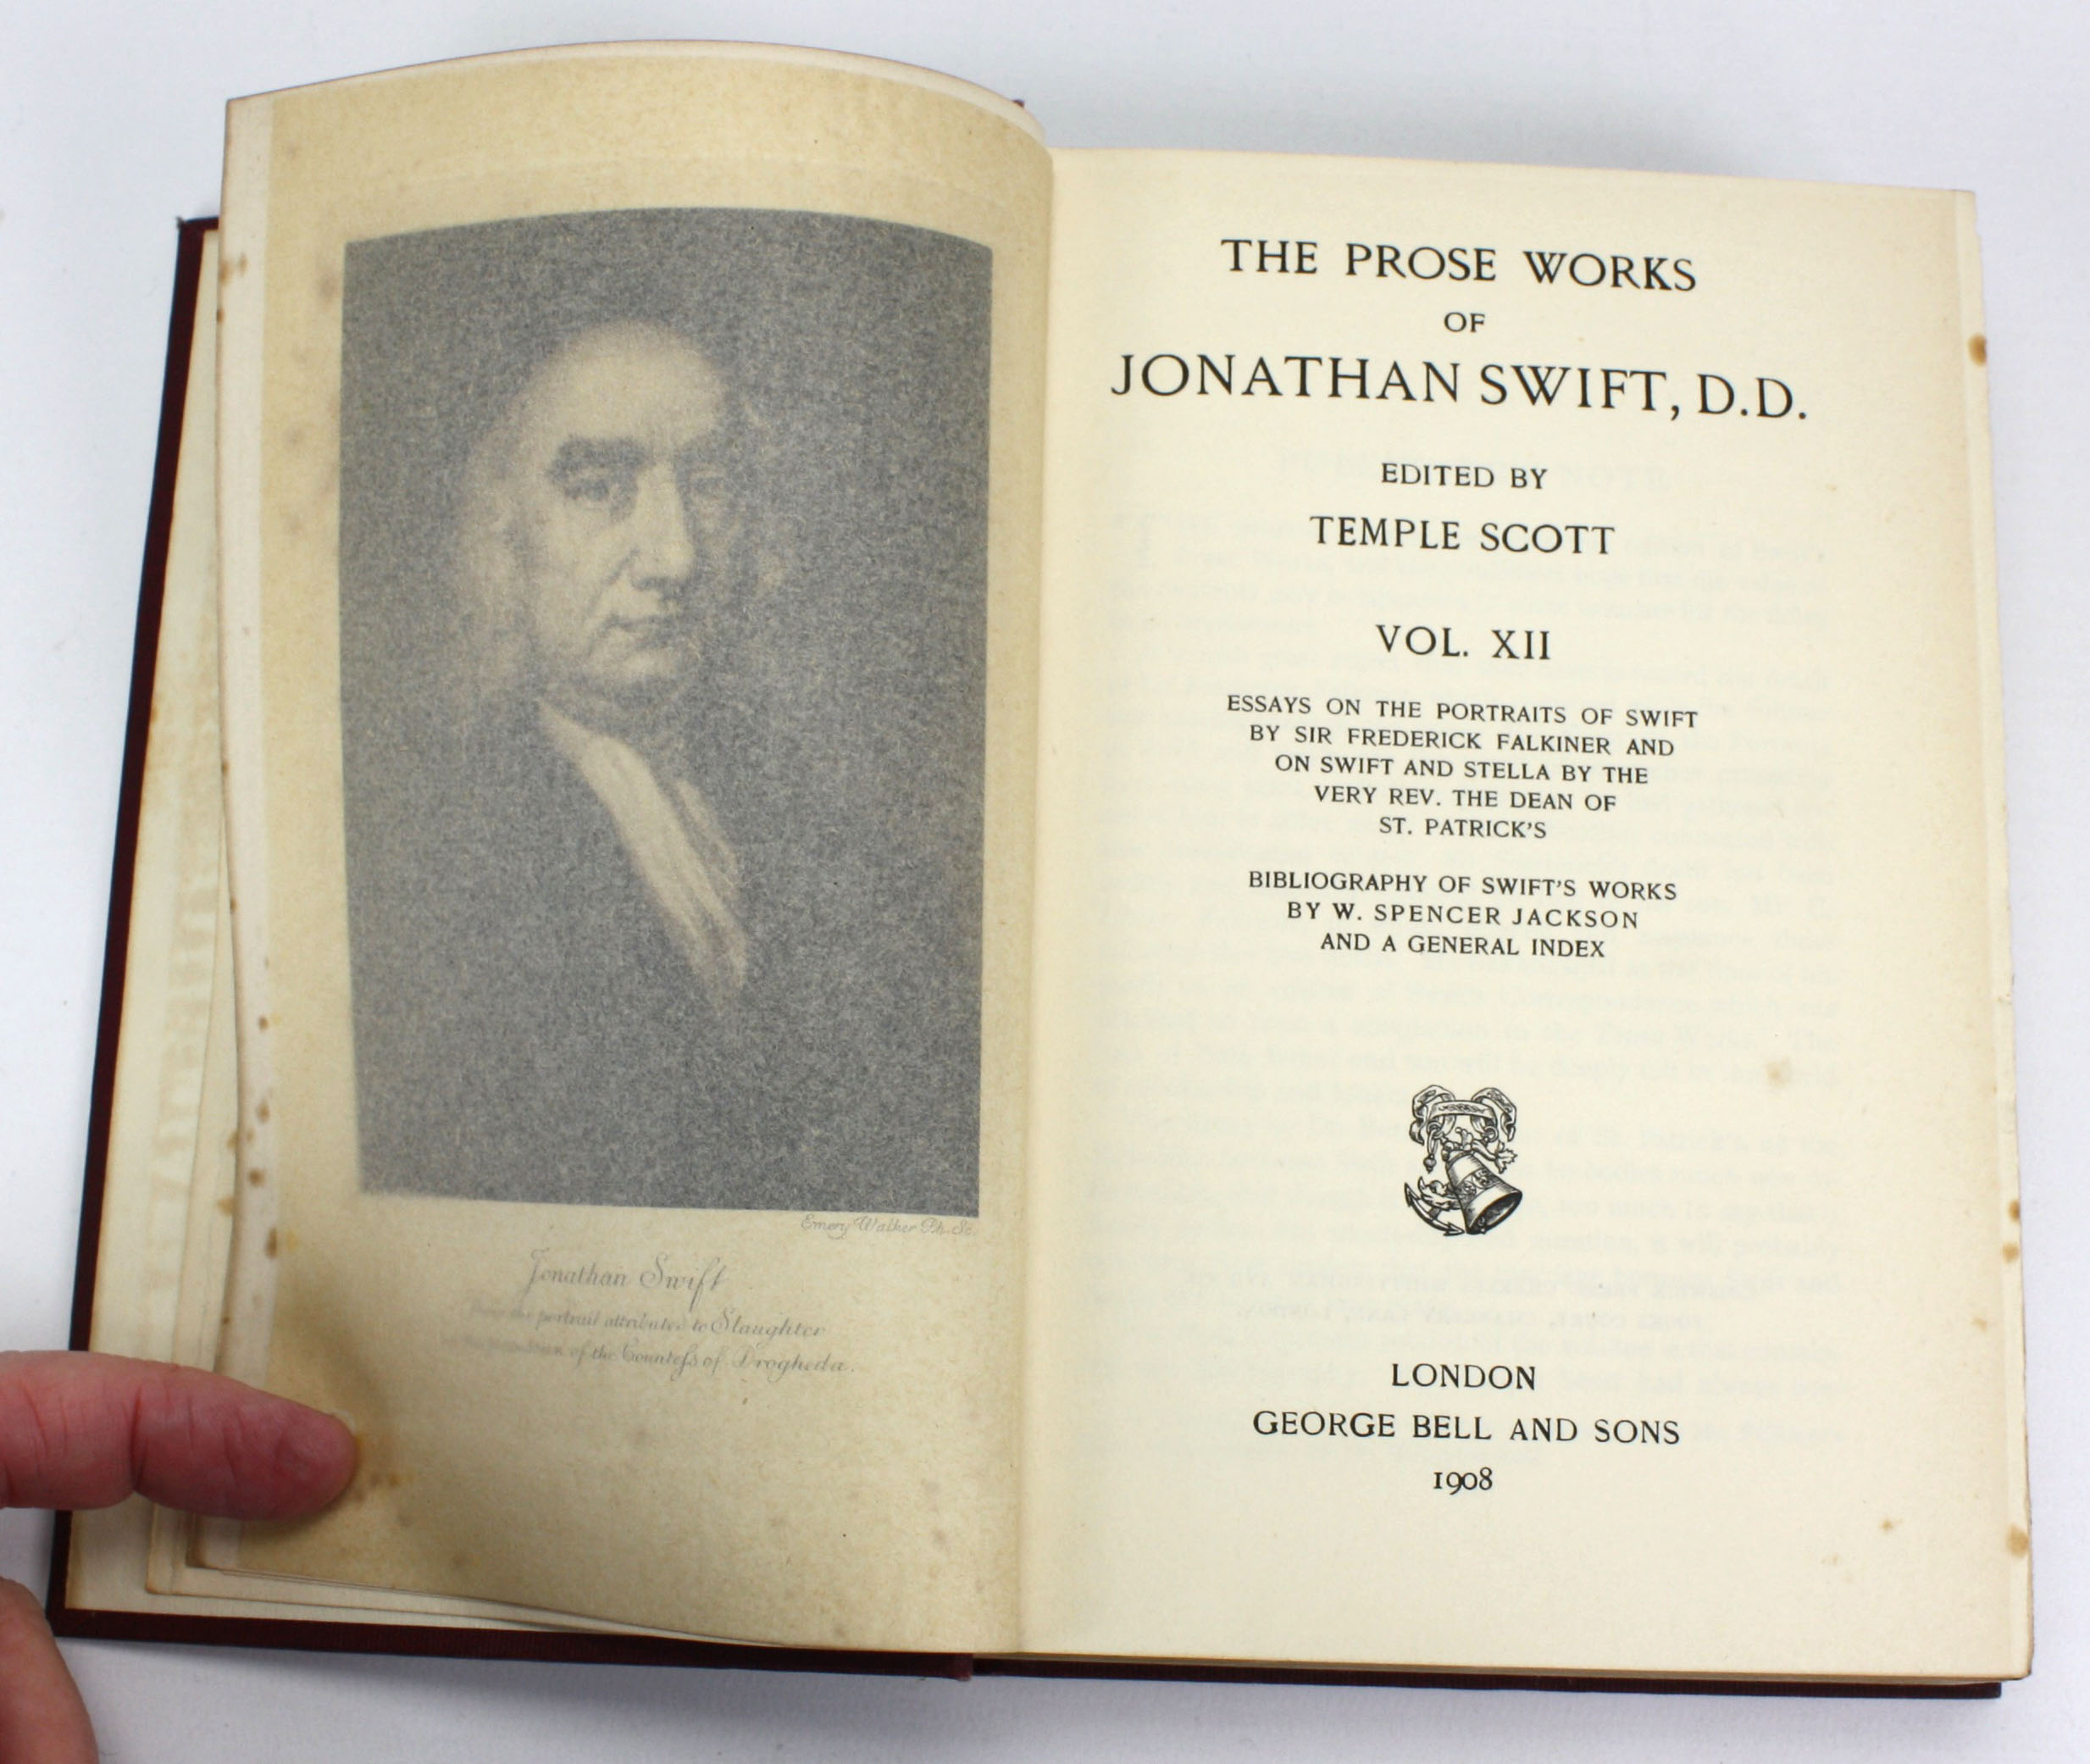 Emery Walker Ph. Sc.
Jonathan Swift
portrait attributed to Slaughter
of the Countess of Drogheda.
THE PROSE WORKS
OF
JONATHAN SWIFT, D.D.
EDITED BY
TEMPLE SCOTT
VOL. XII
ESSAYS ON THE PORTRAITS OF SWIFT
BY SIR FREDERICK FALKINER AND
ON SWIFT AND STELLA BY THE
VERY REV. THE DEAN OF
ST. PATRICK'S
BIBLIOGRAPHY OF SWIFT'S WORKS
BY W. SPENCER JACKSON
AND A GENERAL INDEX
LONDON
GEORGE BELL AND SONS
1908